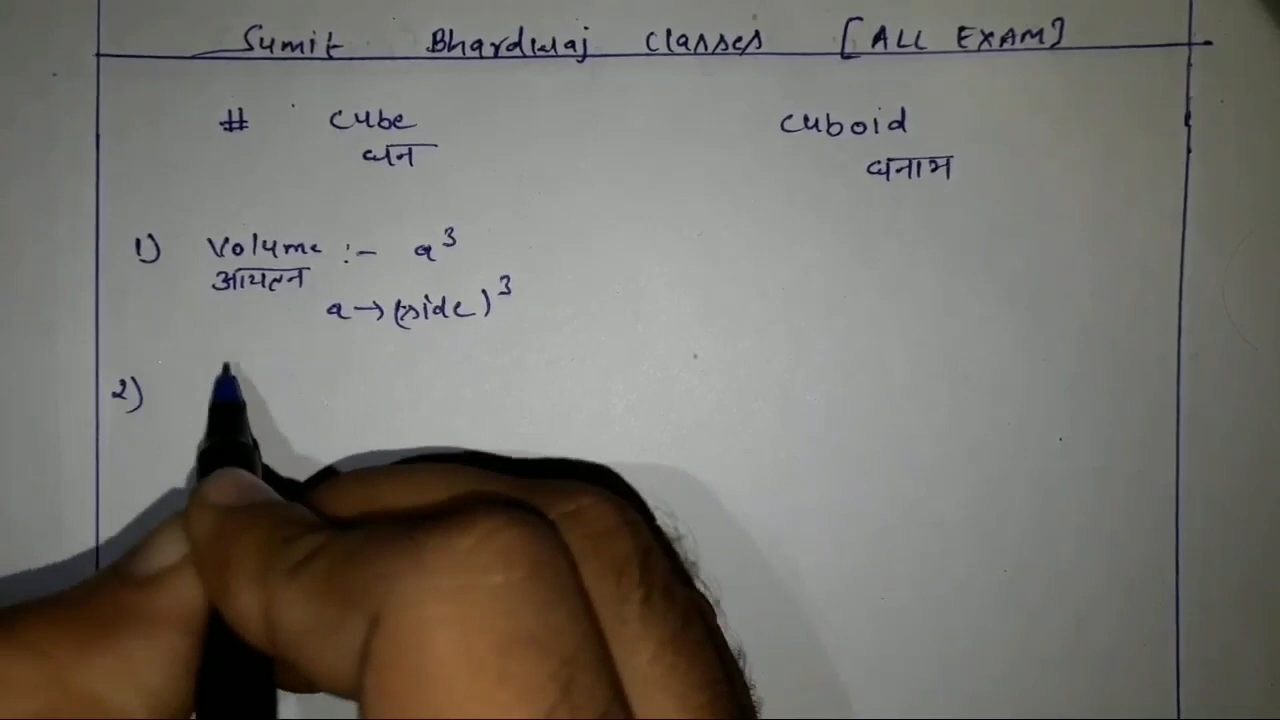 Sumit Bhardwaj Classes [ALL EXAM]
# Cube Cuboid
घन घनाभ
1) Volume :- a³
आयतन
a → (side)³
2)